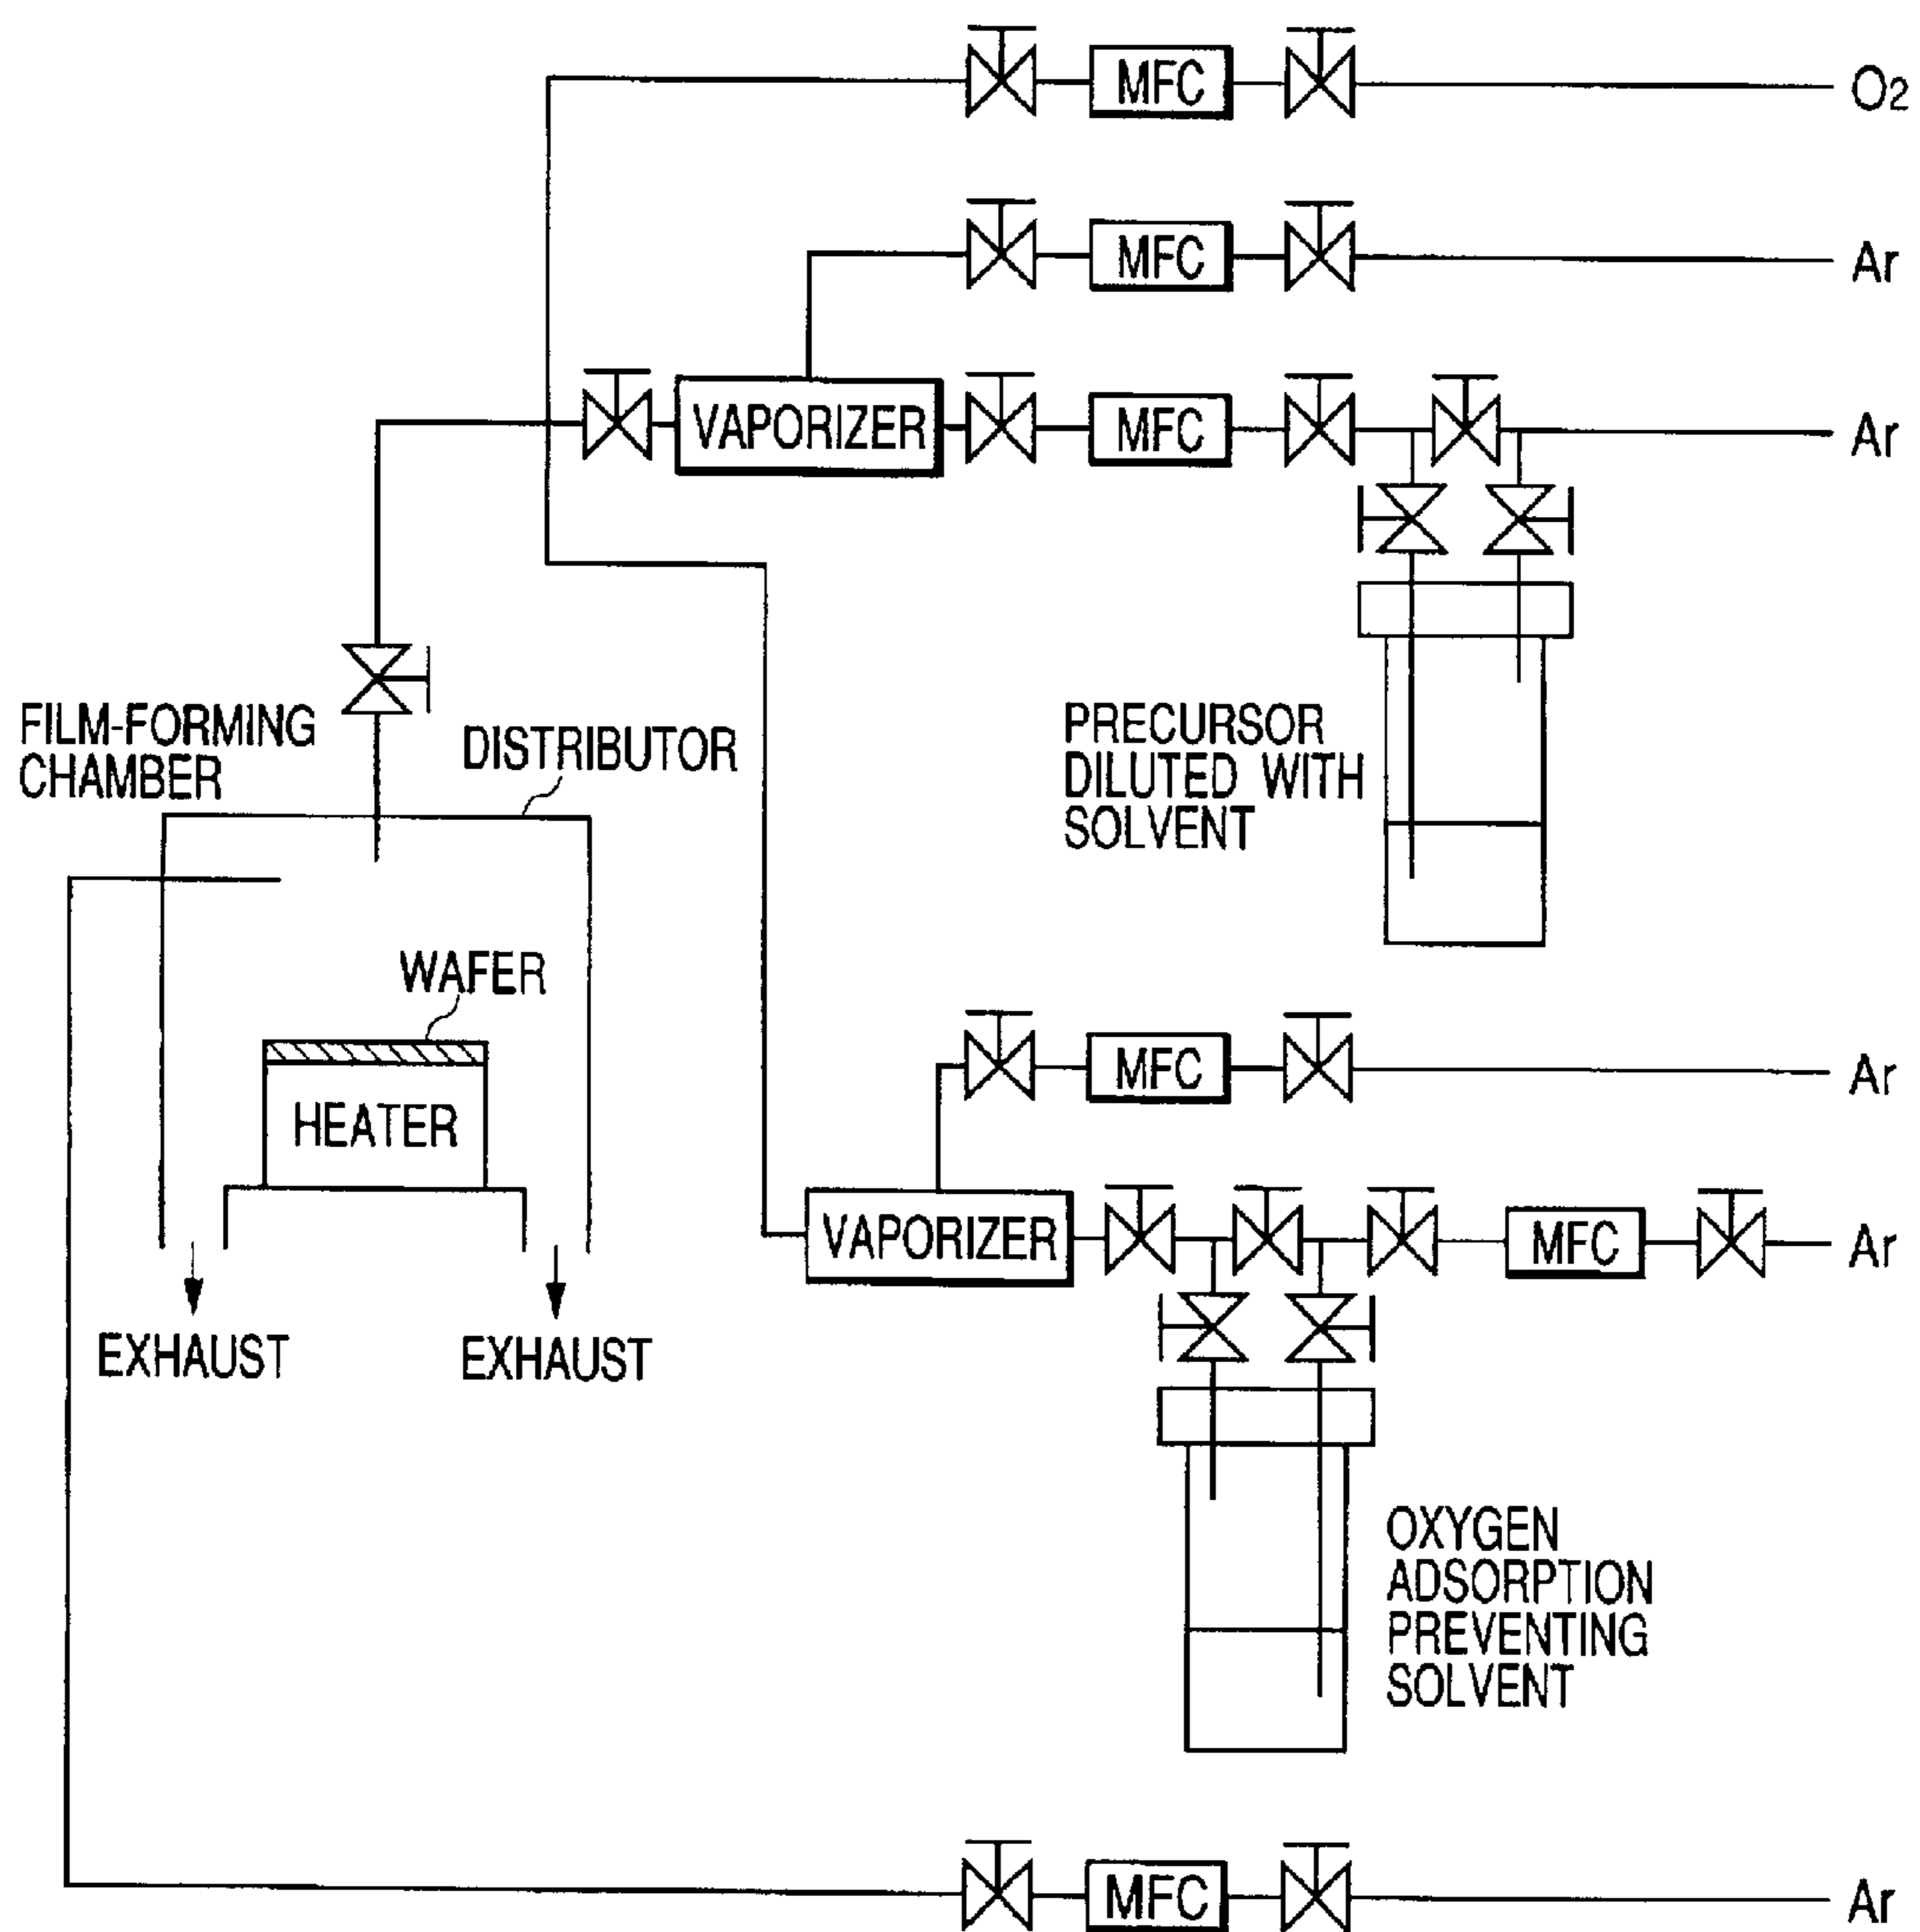 MFC
O2
MFC
Ar
VAPORIZER
MFC
Ar
FILM-FORMING
CHAMBER
DISTRIBUTOR
PRECURSOR
DILUTED WITH
SOLVENT
WAFER
HEATER
MFC
Ar
VAPORIZER
MFC
Ar
EXHAUST
EXHAUST
OXYGEN
ADSORPTION
PREVENTING
SOLVENT
MFC
Ar